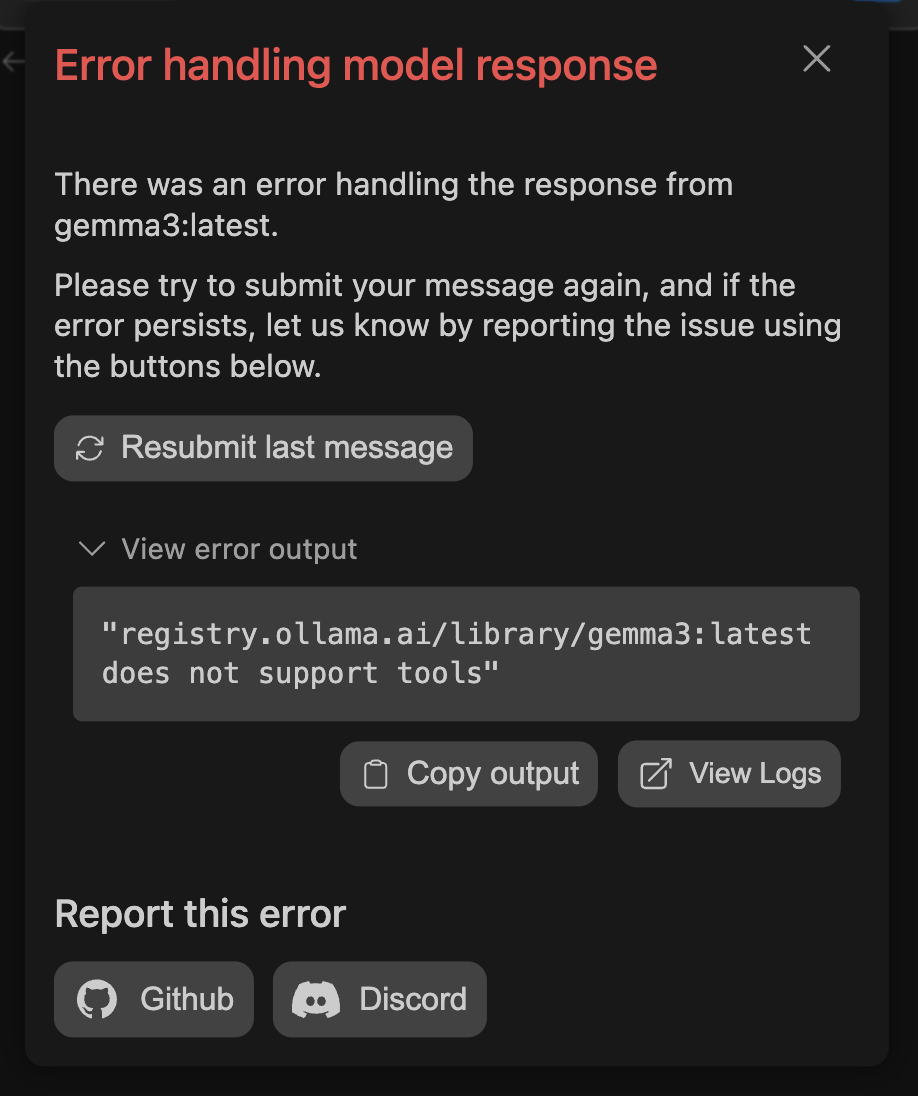 Error handling model response
There was an error handling the response from
gemma3:latest.
Please try to submit your message again, and if the
error persists, let us know by reporting the issue using
the buttons below.
Resubmit last message
View error output
"registry.ollama.ai/library/gemma3:latest
does not support tools"
Copy output View Logs
Report this error
Github Discord